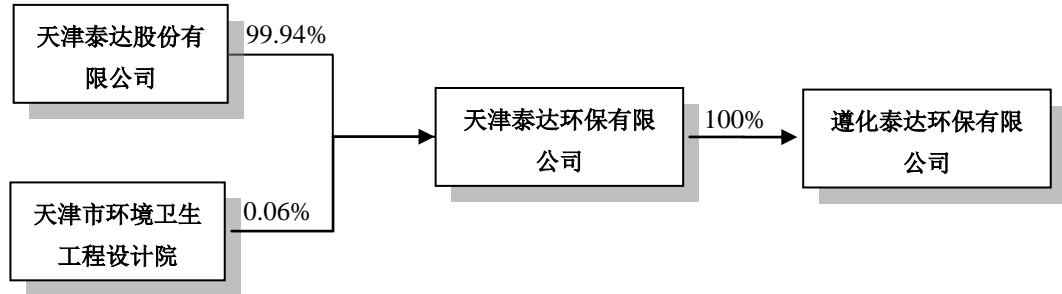 天津泰达股份有
限公司
99.94%
天津市环境卫生
工程设计院
0.06%
天津泰达环保有限
公司
100%
遵化泰达环保有限
公司